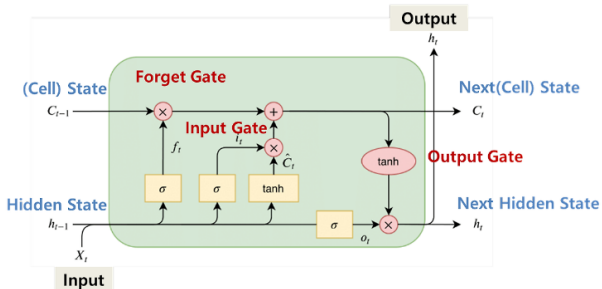 Output
h_t
Forget Gate
(Cell) State
Next(Cell) State
C_{t-1}
×
+
C_t
Input Gate
f_t
i_t
×
Ĉ_t
tanh
Output Gate
σ
σ
tanh
Hidden State
Next Hidden State
h_{t-1}
σ
o_t
×
h_t
X_t
Input